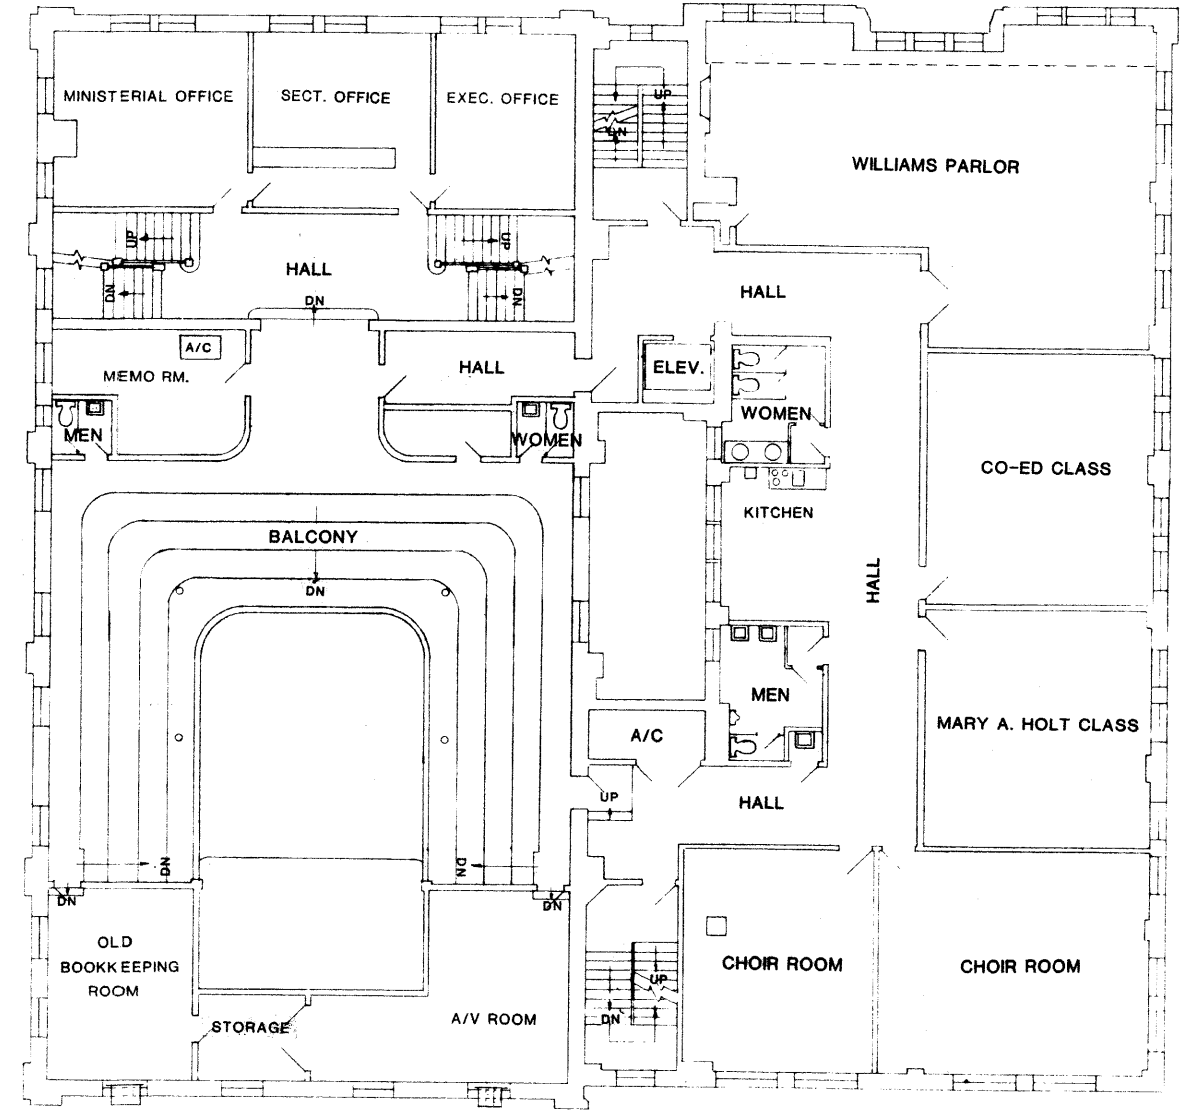 MINISTERIAL OFFICE
SECT. OFFICE
EXEC. OFFICE
UP
DN
WILLIAMS PARLOR
UP
UP
HALL
HALL
DN
DN
DN
A/C
MEMO RM.
HALL
ELEV.
MEN
WOMEN
WOMEN
CO-ED CLASS
KITCHEN
BALCONY
DN
HALL
MEN
MARY A. HOLT CLASS
A/C
UP
HALL
DN
DN
DN
DN
OLD
BOOKKEEPING
ROOM
STORAGE
A/V ROOM
UP
DN
CHOIR ROOM
CHOIR ROOM